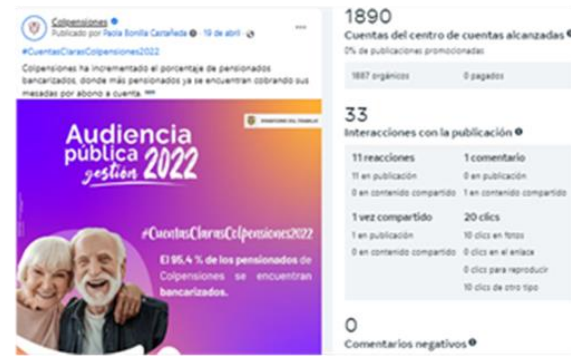 Colpensiones
Publicado por Paola Bonilla Castañeda · 19 de abril ·
#CuentasClarasColpensiones2022
Colpensiones ha incrementado el porcentaje de pensionados
bancarizados, donde más pensionados ya se encuentran cobrando sus
mesadas por abono a cuenta.
MINISTERIO DEL TRABAJO
Audiencia
pública
gestión 2022
#CuentasClarasColpensiones2022
El 95,4 % de los pensionados de
Colpensiones se encuentran
bancarizados.
1890
Cuentas del centro de cuentas alcanzadas
0% de publicaciones promocionadas
1887 orgánicos 0 pagados
33
Interacciones con la publicación
11 reacciones 1 comentario
11 en publicación 0 en publicación
0 en contenido compartido 1 en contenido compartido
1 vez compartido 20 clics
1 en publicación 10 clics en fotos
0 en contenido compartido 0 clics en el enlace
0 clics para reproducir
10 clics de otro tipo
0
Comentarios negativos